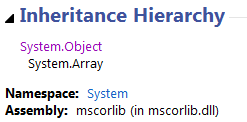 Inheritance Hierarchy
System.Object
System.Array
Namespace: System
Assembly: mscorlib (in mscorlib.dll)